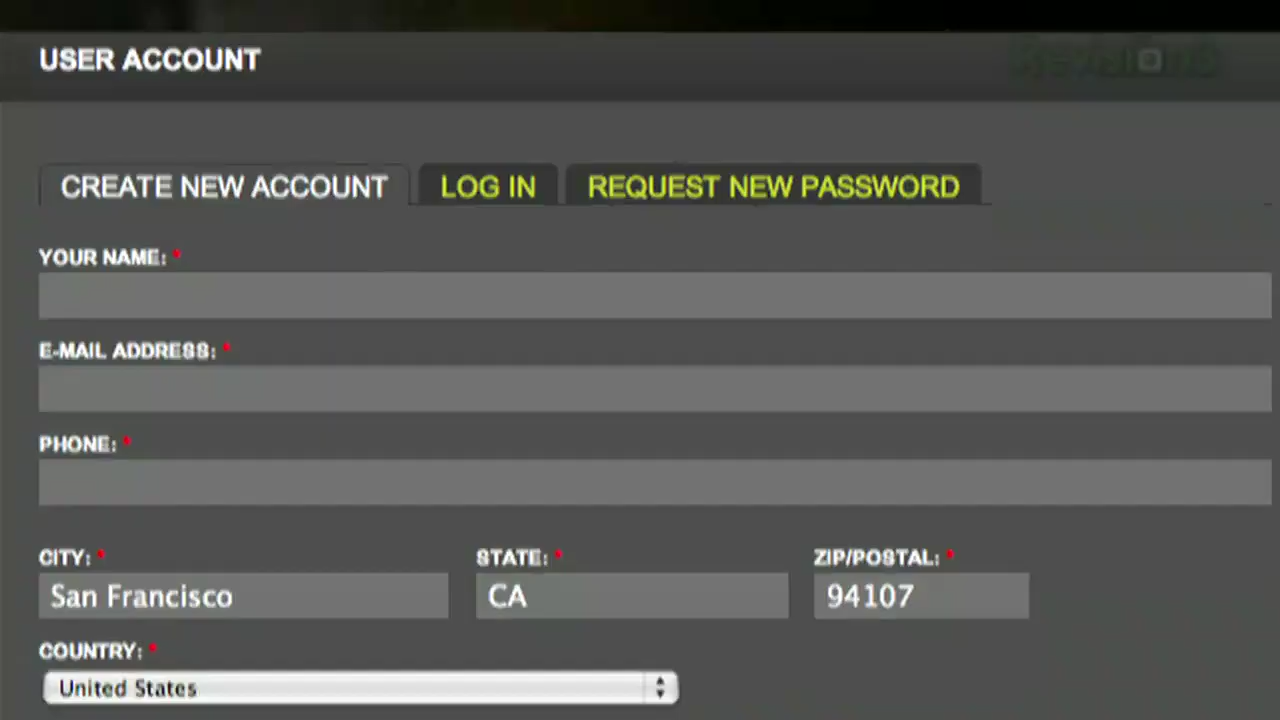 USER ACCOUNT
CREATE NEW ACCOUNT LOG IN REQUEST NEW PASSWORD
YOUR NAME: *
E-MAIL ADDRESS: *
PHONE: *
CITY: * STATE: * ZIP/POSTAL: *
San Francisco CA 94107
COUNTRY: *
United States